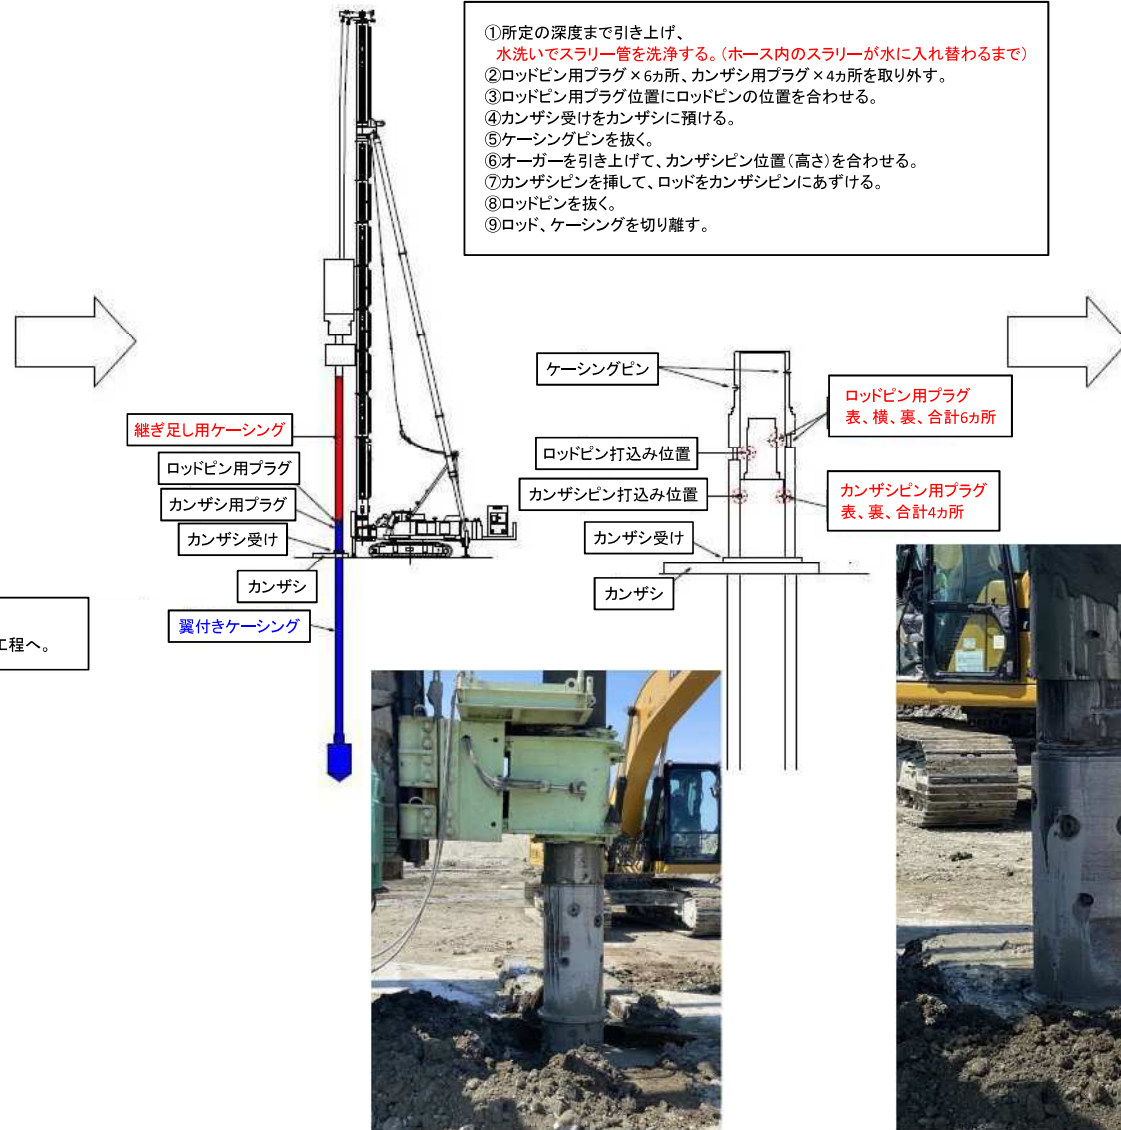 ①所定の深度まで引き上げ、
水洗いでスラリー管を洗浄する。(ホース内のスラリーが水に入れ替わるまで)
②ロッドピン用プラグ×6ヵ所、カンザシ用プラグ×4ヵ所を取り外す。
③ロッドピン用プラグ位置にロッドピンの位置を合わせる。
④カンザシ受けをカンザシに預ける。
⑤ケーシングピンを抜く。
⑥オーガーを引き上げて、カンザシピン位置(高さ)を合わせる。
⑦カンザシピンを挿して、ロッドをカンザシピンにあずける。
⑧ロッドピンを抜く。
⑨ロッド、ケーシングを切り離す。
継ぎ足し用ケーシング
ロッドピン用プラグ
カンザシ用プラグ
カンザシ受け
カンザシ
翼付きケーシング
工程へ。
ケーシングピン
ロッドピン用プラグ
表、横、裏、合計6ヵ所
ロッドピン打込み位置
カンザシピン打込み位置
カンザシピン用プラグ
表、裏、合計4ヵ所
カンザシ受け
カンザシ